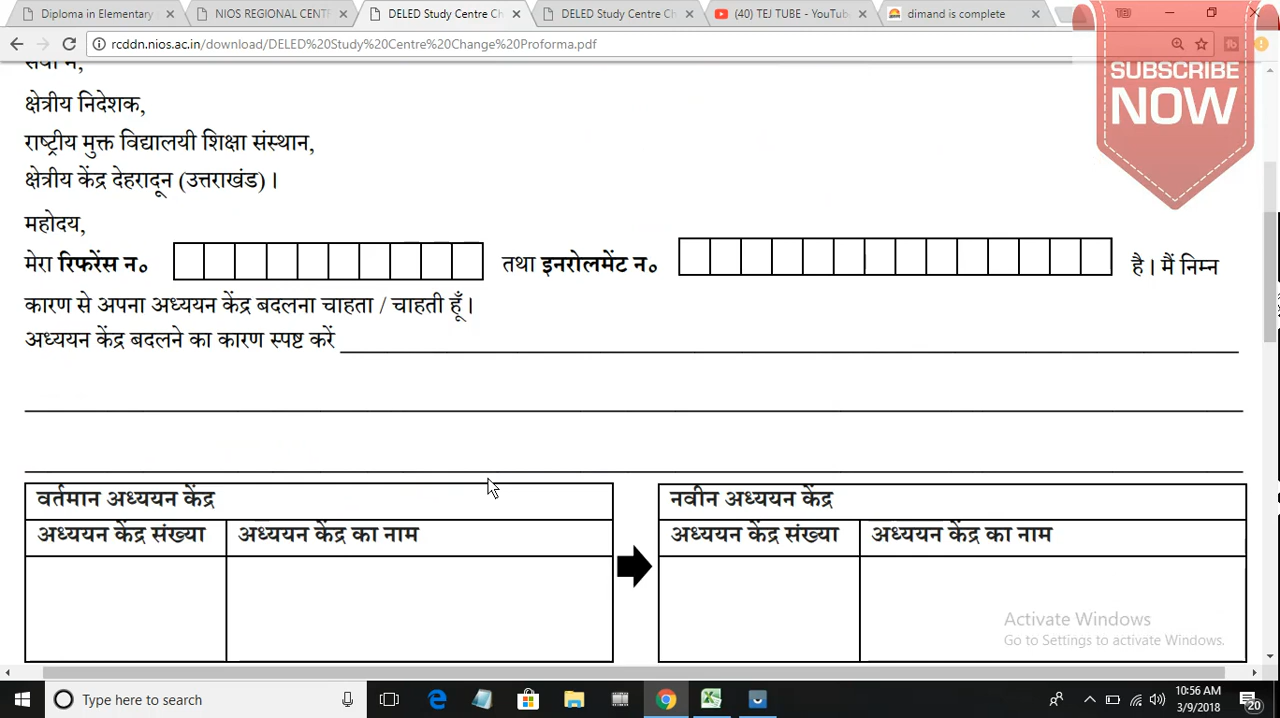 Diploma in Elementary
NIOS REGIONAL CENT
DELED Study Centre Ch
DELED Study Centre Ch
(40) TEJ TUBE - YouTub
dimand is complete
rcddn.nios.ac.in/download/DELED%20Study%20Centre%20Change%20Proforma.pdf
SUBSCRIBE
NOW
सेवा में,
क्षेत्रीय निदेशक,
राष्ट्रीय मुक्त विद्यालयी शिक्षा संस्थान,
क्षेत्रीय केंद्र देहरादून (उत्तराखंड) ।
महोदय,
मेरा रिफरेंस न० तथा इनरोलमेंट न० है । मैं निम्न
कारण से अपना अध्ययन केंद्र बदलना चाहता / चाहती हूँ ।
अध्ययन केंद्र बदलने का कारण स्पष्ट करें
वर्तमान अध्ययन केंद्र
नवीन अध्ययन केंद्र
अध्ययन केंद्र संख्या अध्ययन केंद्र का नाम
अध्ययन केंद्र संख्या अध्ययन केंद्र का नाम
Activate Windows
Go to Settings to activate Windows.
Type here to search
10:56 AM
3/9/2018
20